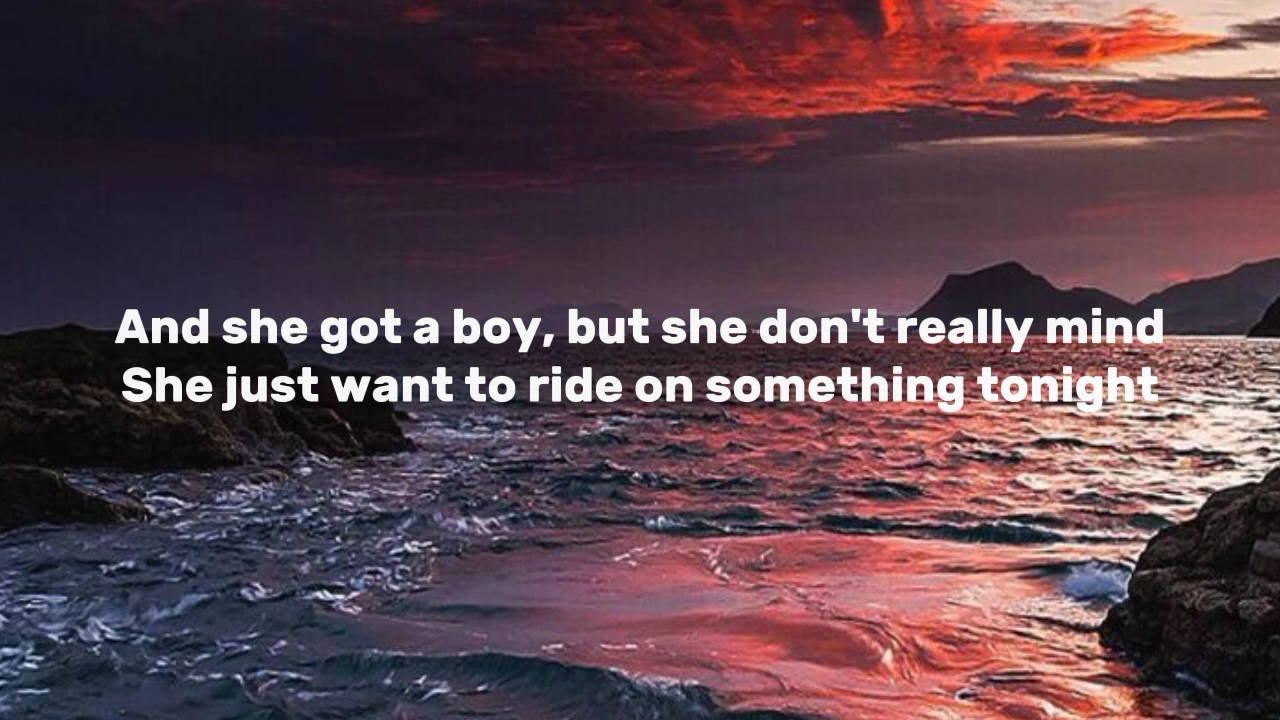 And she got a boy, but she don't really mind
She just want to ride on something tonight